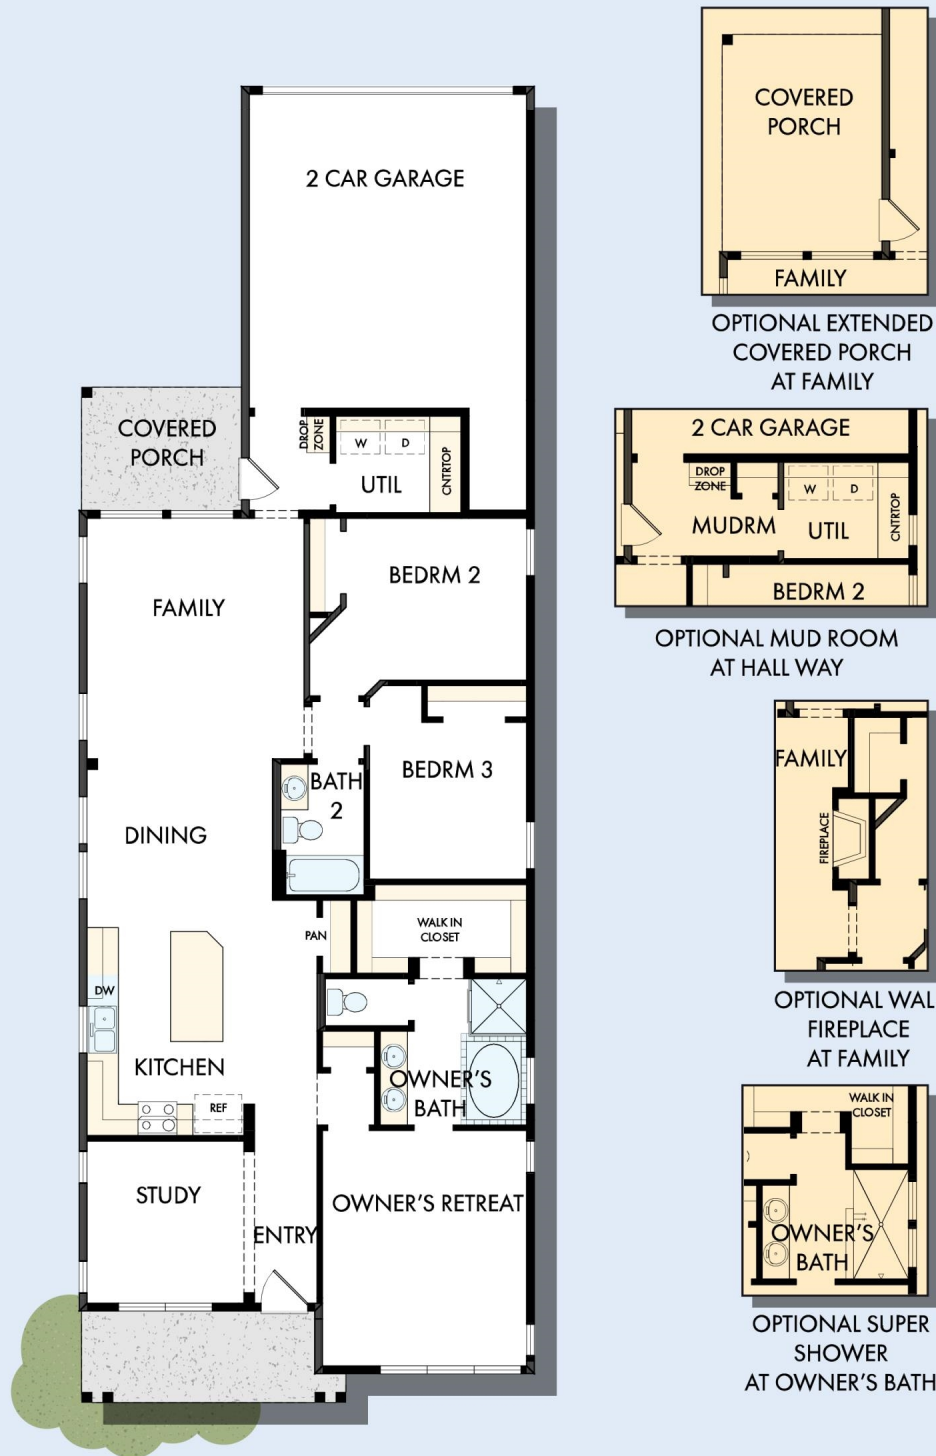 2 CAR GARAGE
COVERED
PORCH
DROP
ZONE
W
D
UTIL
CNTRTOP
BEDRM 2
FAMILY
BEDRM 3
BATH
2
DINING
PAN
WALK IN
CLOSET
DW
KITCHEN
REF
OWNER'S
BATH
STUDY
ENTRY
OWNER'S RETREAT
COVERED
PORCH
FAMILY
OPTIONAL EXTENDED
COVERED PORCH
AT FAMILY
2 CAR GARAGE
DROP
ZONE
W
D
MUDRM
UTIL
CNTRTOP
BEDRM 2
OPTIONAL MUD ROOM
AT HALL WAY
FAMILY
FIREPLACE
OPTIONAL WAL
FIREPLACE
AT FAMILY
WALK IN
CLOSET
OWNER'S
BATH
OPTIONAL SUPER
SHOWER
AT OWNER'S BATH